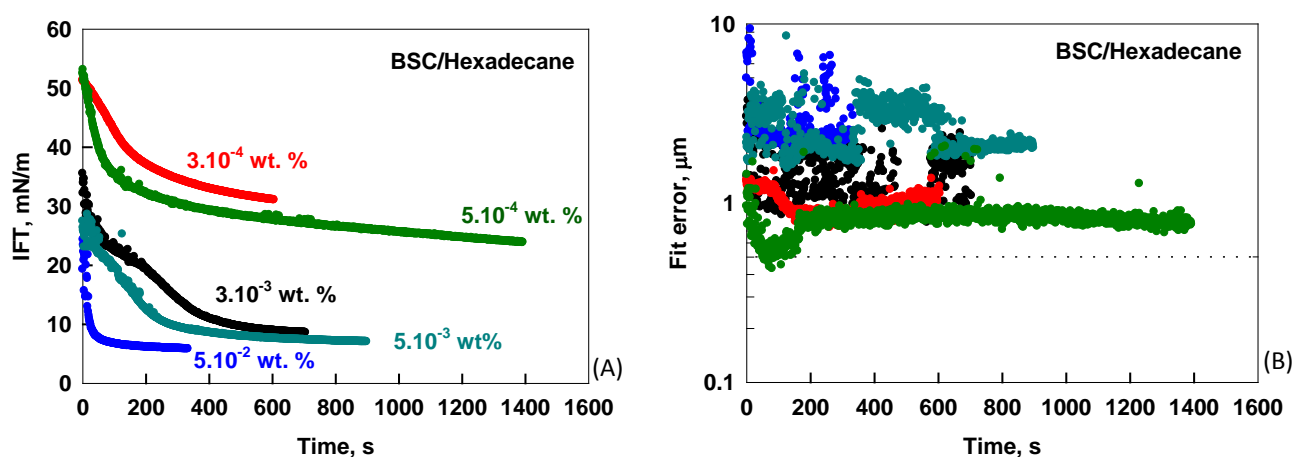 60
50
40
30
20
10
0
IFT, mN/m
BSC/Hexadecane
3.10-4 wt. %
5.10-4 wt. %
3.10-3 wt. %
5.10-3 wt%
5.10-2 wt. %
(A)
0 200 400 600 800 1000 1200 1400 1600
Time, s
10
1
0.1
Fit error, μm
BSC/Hexadecane
(B)
0 200 400 600 800 1000 1200 1400 1600
Time, s